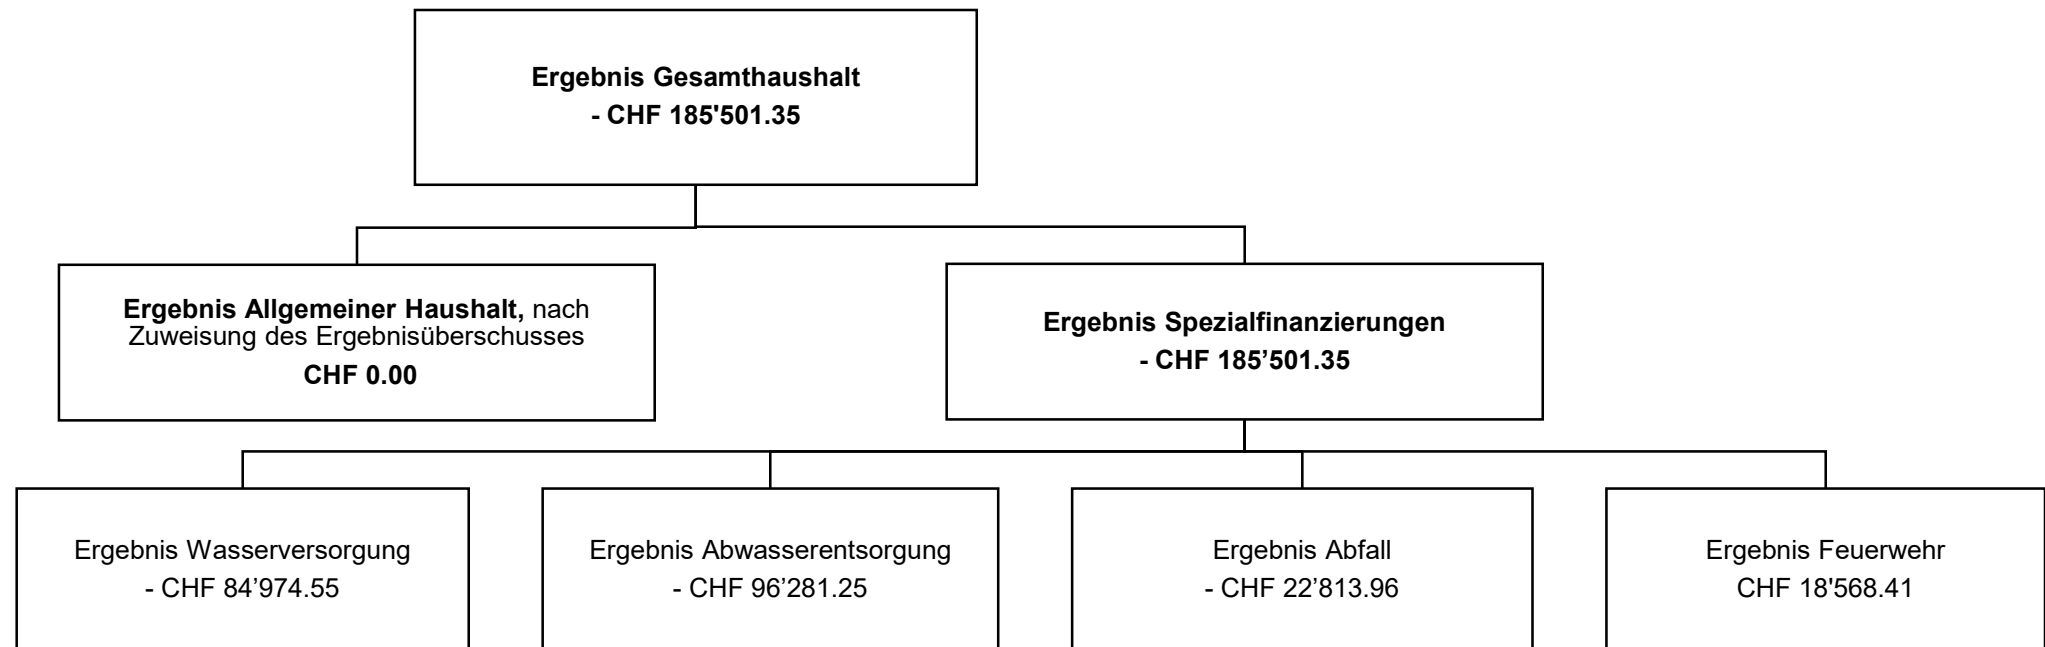 Ergebnis Gesamthaushalt
- CHF 185'501.35
Ergebnis Allgemeiner Haushalt, nach
Zuweisung des Ergebnisüberschusses
CHF 0.00
Ergebnis Spezialfinanzierungen
- CHF 185’501.35
Ergebnis Wasserversorgung
- CHF 84’974.55
Ergebnis Abwasserentsorgung
- CHF 96’281.25
Ergebnis Abfall
- CHF 22’813.96
Ergebnis Feuerwehr
CHF 18'568.41